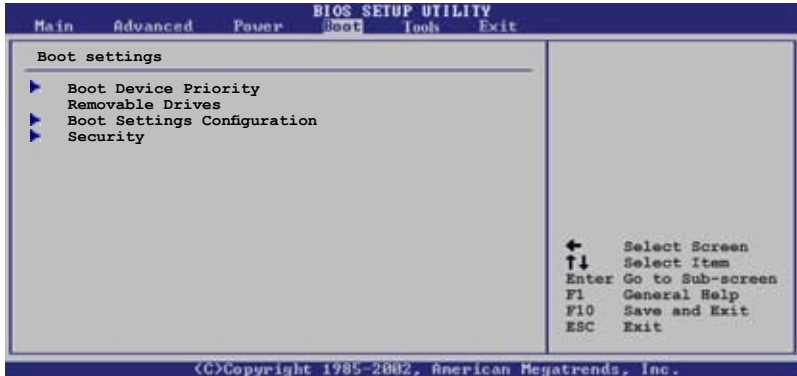 BIOS SETUP UTILITY
Main Advanced Power Boot Tools Exit
Boot settings
Boot Device Priority
Removable Drives
Boot Settings Configuration
Security
← Select Screen
↑↓ Select Item
Enter Go to Sub-screen
F1 General Help
F10 Save and Exit
ESC Exit
(C)Copyright 1985-2002, American Megatrends, Inc.